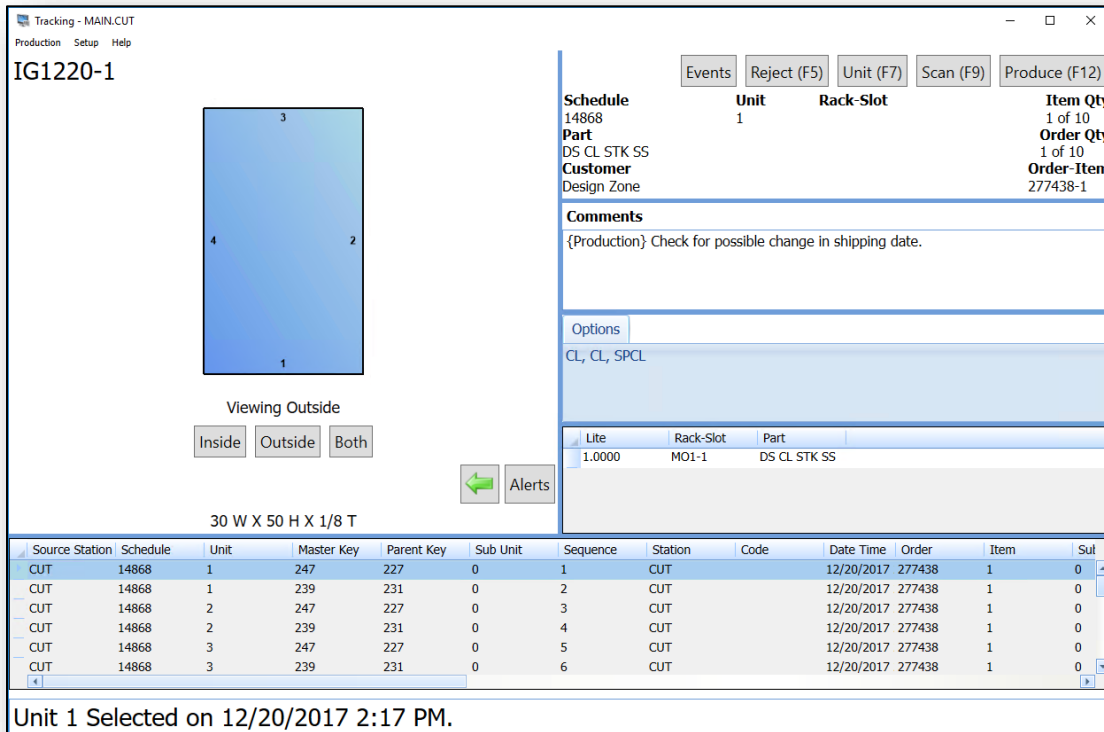 Tracking - MAIN.CUT
Production Setup Help
IG1220-1
3
4 2
1
Viewing Outside
Inside Outside Both
Alerts
30 W X 50 H X 1/8 T
Events Reject (F5) Unit (F7) Scan (F9) Produce (F12)
Schedule Unit Rack-Slot Item Qty
14868 1 1 of 10
Part Order Qty
DS CL STK SS 1 of 10
Customer Order-Item
Design Zone 277438-1
Comments
{Production} Check for possible change in shipping date.
Options
CL, CL, SPCL
Lite Rack-Slot Part
1.0000 MO1-1 DS CL STK SS
Source Station Schedule Unit Master Key Parent Key Sub Unit Sequence Station Code Date Time Order Item Sul
CUT 14868 1 247 227 0 1 CUT 12/20/2017 277438 1 0
CUT 14868 1 239 231 0 2 CUT 12/20/2017 277438 1 0
CUT 14868 2 247 227 0 3 CUT 12/20/2017 277438 1 0
CUT 14868 2 239 231 0 4 CUT 12/20/2017 277438 1 0
CUT 14868 3 247 227 0 5 CUT 12/20/2017 277438 1 0
CUT 14868 3 239 231 0 6 CUT 12/20/2017 277438 1 0
Unit 1 Selected on 12/20/2017 2:17 PM.